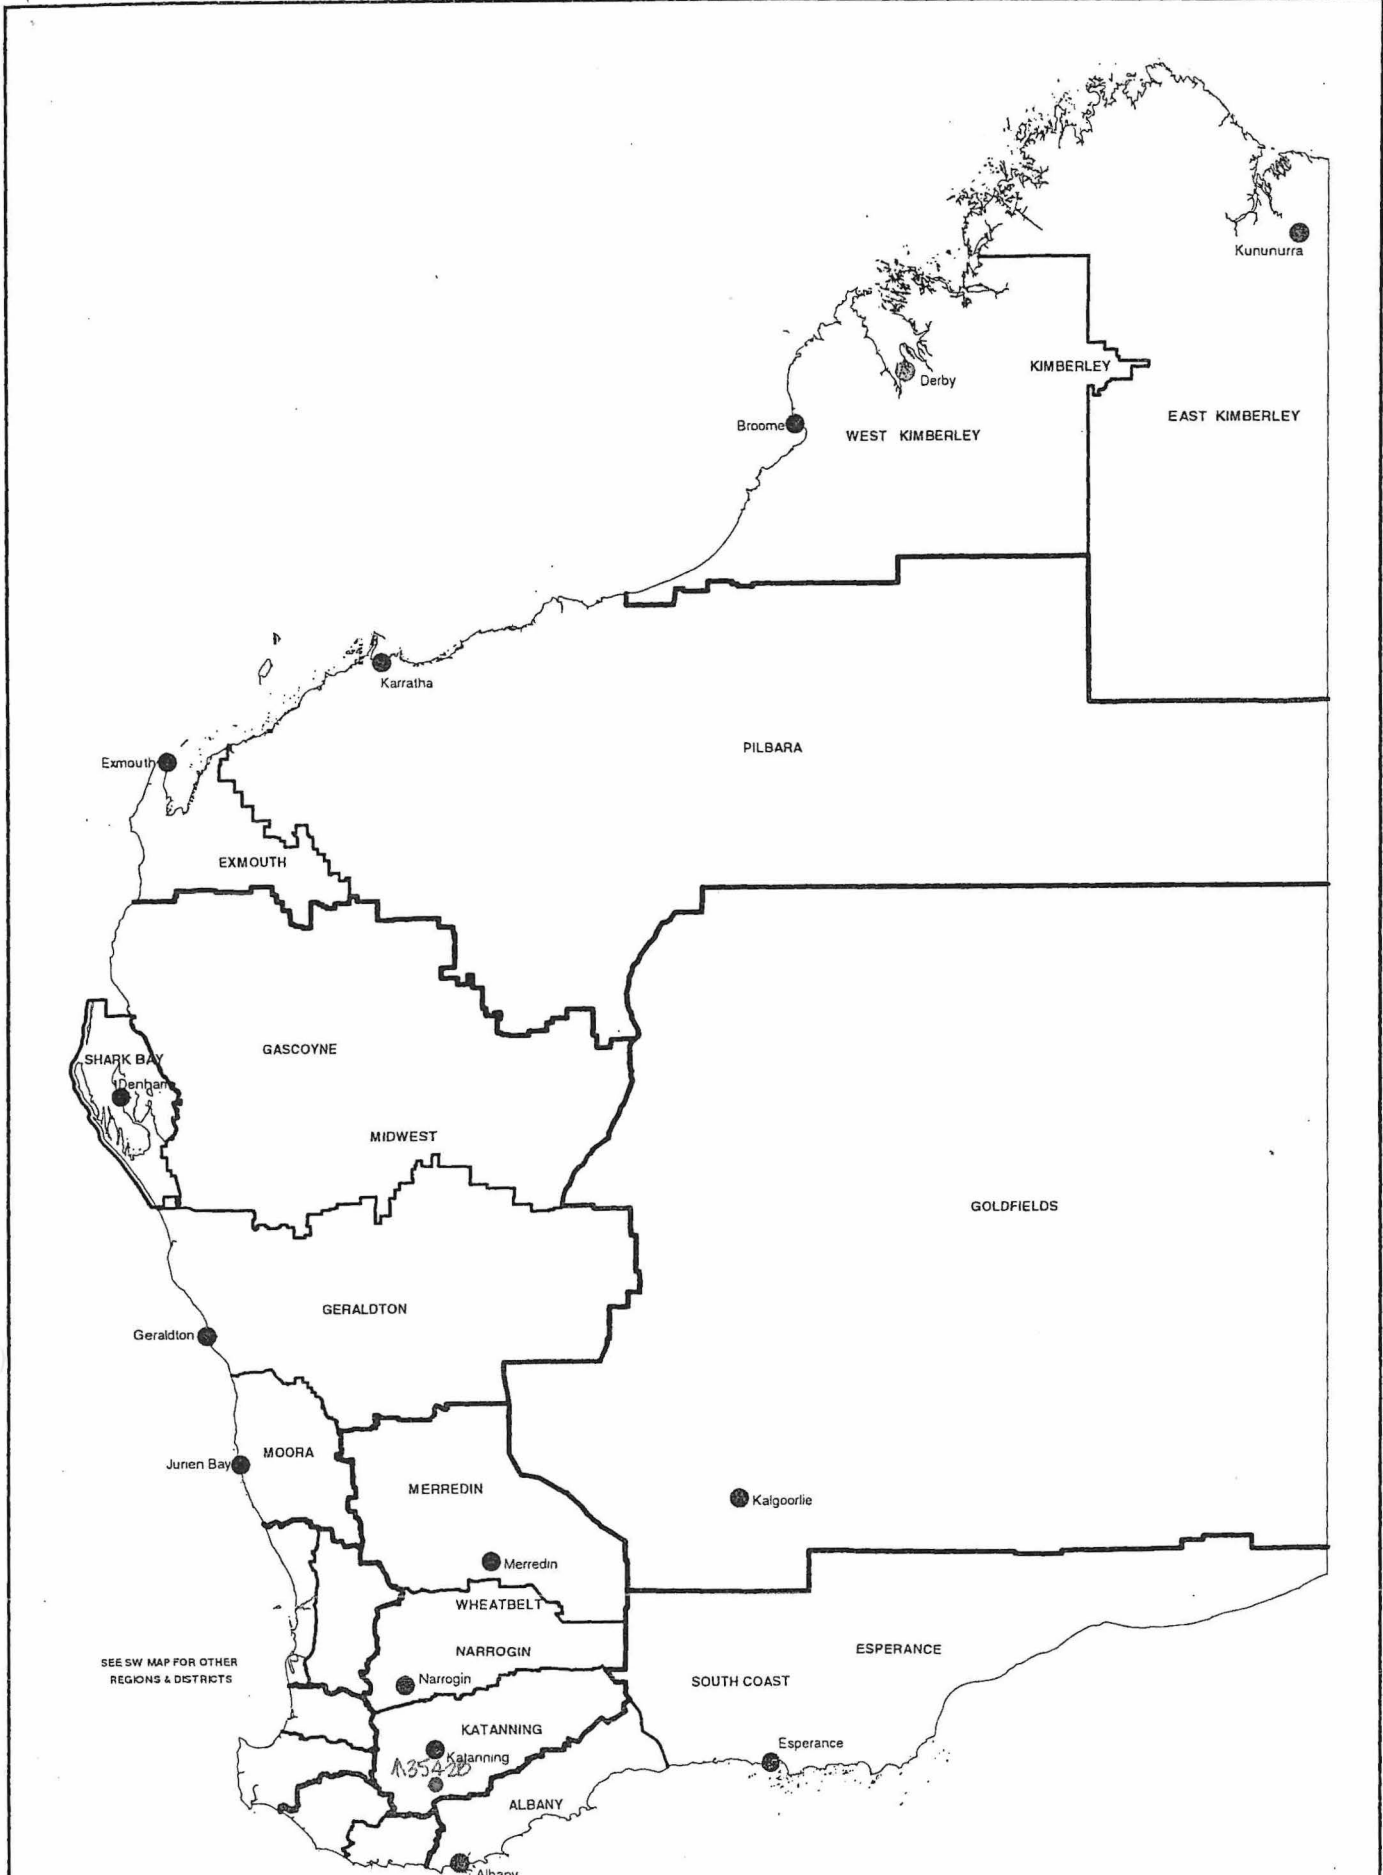 Kununurra
KIMBERLEY
Derby
EAST KIMBERLEY
Broome
WEST KIMBERLEY
Karratha
PILBARA
Exmouth
EXMOUTH
GASCOYNE
SHARK BAY
Denham
MIDWEST
GOLDFIELDS
GERALDTON
Geraldton
MOORA
Jurien Bay
MERREDIN
Kalgoorlie
Merredin
WHEATBELT
ESPERANCE
NARROGIN
SEE SW MAP FOR OTHER
REGIONS & DISTRICTS
Narrogin
SOUTH COAST
KATANNING
Esperance
Katanning
ALBANY
Albany